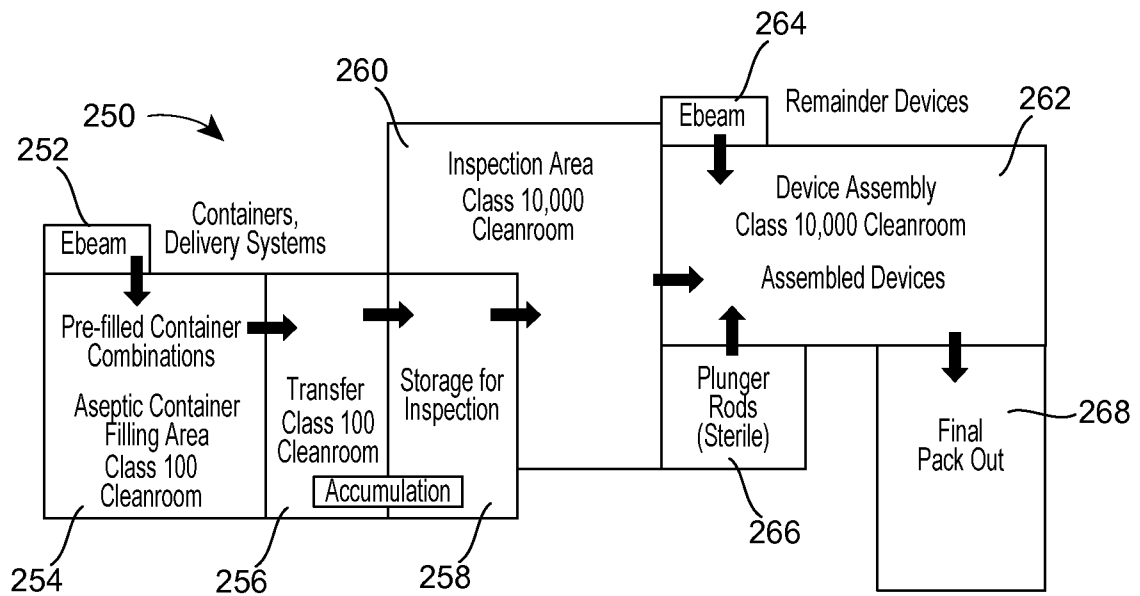 264
260
Ebeam
Remainder Devices
262
250
252
Inspection Area
Class 10,000
Cleanroom
Device Assembly
Class 10,000 Cleanroom
Containers,
Delivery Systems
Ebeam
Assembled Devices
Pre-filled Container
Combinations
Aseptic Container
Filling Area
Class 100
Cleanroom
Transfer
Class 100
Cleanroom
Storage for
Inspection
Accumulation
Plunger
Rods
(Sterile)
Final
Pack Out
268
266
254
256
258